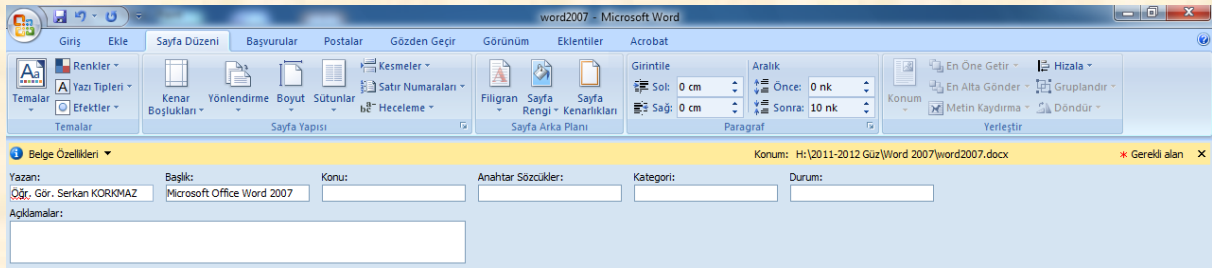 word2007 - Microsoft Word
Giriş Ekle Sayfa Düzeni Başvurular Postalar Gözden Geçir Görünüm Eklentiler Acrobat
Aa Temalar
Renkler
A Yazı Tipleri
Efektler
Temalar
Kenar Boşlukları
Yönlendirme
Boyut
Sütunlar
Kesmeler
Satır Numaraları
Heceleme
Sayfa Yapısı
Filigran
Sayfa Rengi
Sayfa Kenarlıkları
Sayfa Arka Planı
Girintile
Sol: 0 cm
Sağ: 0 cm
Aralık
Önce: 0 nk
Sonra: 10 nk
Paragraf
Konum
En Öne Getir
En Alta Gönder
Metin Kaydırma
Hizala
Gruplandır
Döndür
Yerleştir
Belge Özellikleri Konum: H:\2011-2012 Güz\Word 2007\word2007.docx * Gerekli alan X
Yazan: Başlık: Konu: Anahtar Sözcükler: Kategori: Durum:
Öğr. Gör. Serkan KORKMAZ Microsoft Office Word 2007
Açıklamalar: